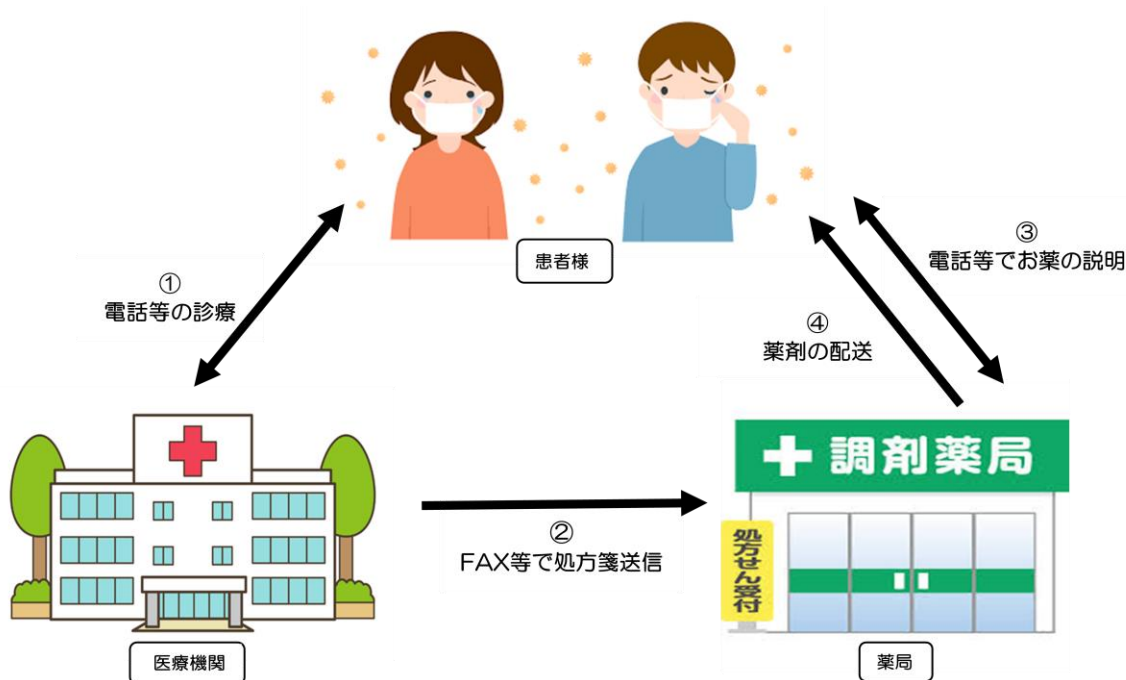 患者様
①
電話等の診療
③
電話等でお薬の説明
④
薬剤の配送
②
FAX等で処方箋送信
調剤薬局
処方せん受付
医療機関
薬局